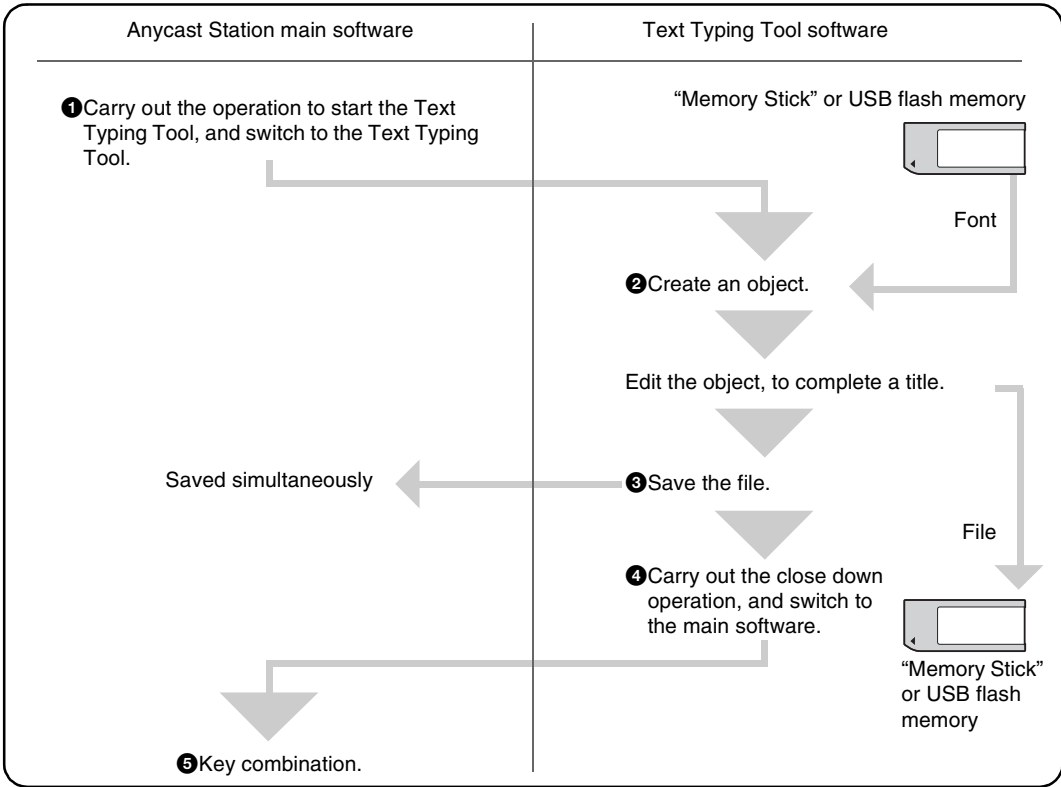 Anycast Station main software
Text Typing Tool software
❶Carry out the operation to start the Text
Typing Tool, and switch to the Text Typing
Tool.
“Memory Stick” or USB flash memory
Font
❷Create an object.
Edit the object, to complete a title.
Saved simultaneously
❸Save the file.
File
❹Carry out the close down
operation, and switch to
the main software.
“Memory Stick”
or USB flash
memory
❺Key combination.